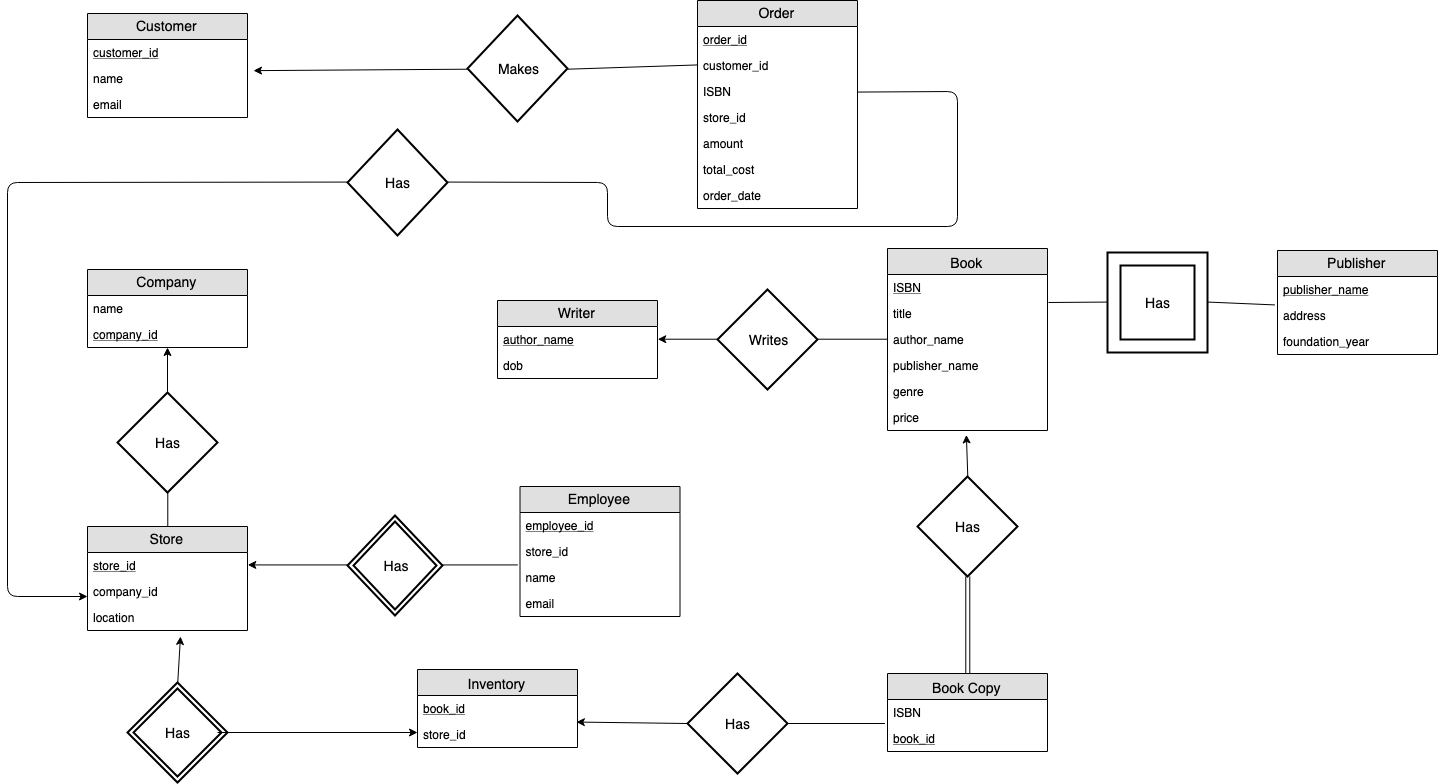 Customer
customer_id
name
email
Makes
Order
order_id
customer_id
ISBN
store_id
amount
total_cost
order_date
Has
Company
name
company_id
Writer
author_name
dob
Writes
Book
ISBN
title
author_name
publisher_name
genre
price
Has
Publisher
publisher_name
address
foundation_year
Has
Store
store_id
company_id
location
Has
Employee
employee_id
store_id
name
email
Has
Has
Inventory
book_id
store_id
Has
Book Copy
ISBN
book_id